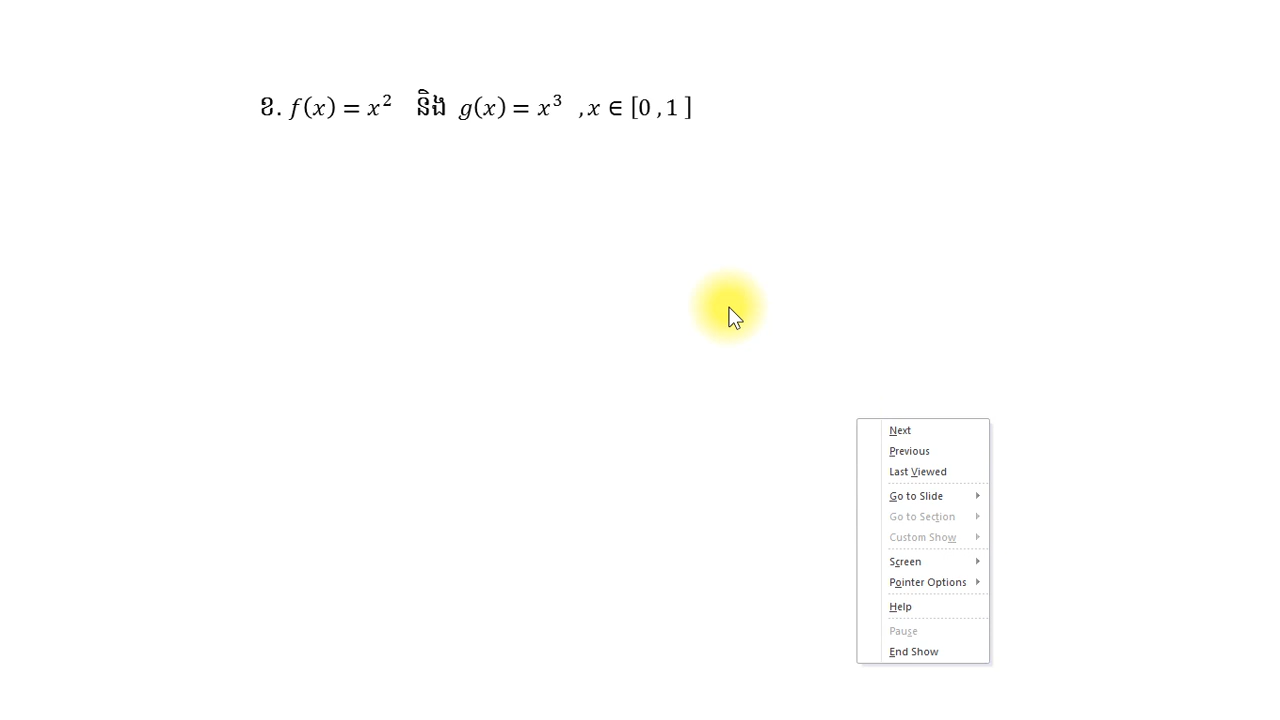 ខ. f(x) = x² និង g(x) = x³ , x ∈ [0 , 1 ]
Next
Previous
Last Viewed
Go to Slide
Go to Section
Custom Show
Screen
Pointer Options
Help
Pause
End Show